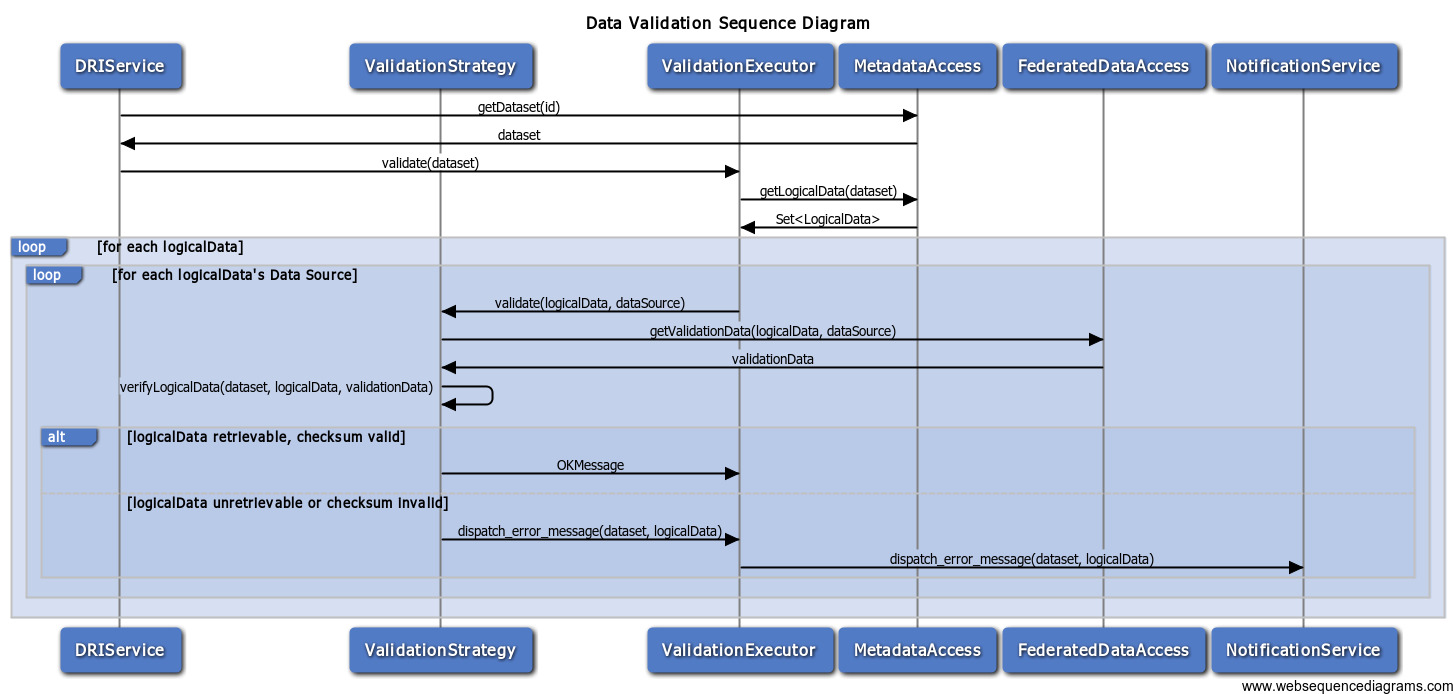 Data Validation Sequence Diagram
DRIService ValidationStrategy ValidationExecutor MetadataAccess FederatedDataAccess NotificationService
getDataset(id)
dataset
validate(dataset)
getLogicalData(dataset)
Set<LogicalData>
loop [for each logicalData]
loop [for each logicalData's Data Source]
validate(logicalData, dataSource)
getValidationData(logicalData, dataSource)
validationData
verifyLogicalData(dataset, logicalData, validationData)
alt [logicalData retrievable, checksum valid]
OKMessage
[logicalData unretrievable or checksum invalid]
dispatch_error_message(dataset, logicalData)
dispatch_error_message(dataset, logicalData)
DRIService ValidationStrategy ValidationExecutor MetadataAccess FederatedDataAccess NotificationService
www.websequencediagrams.com